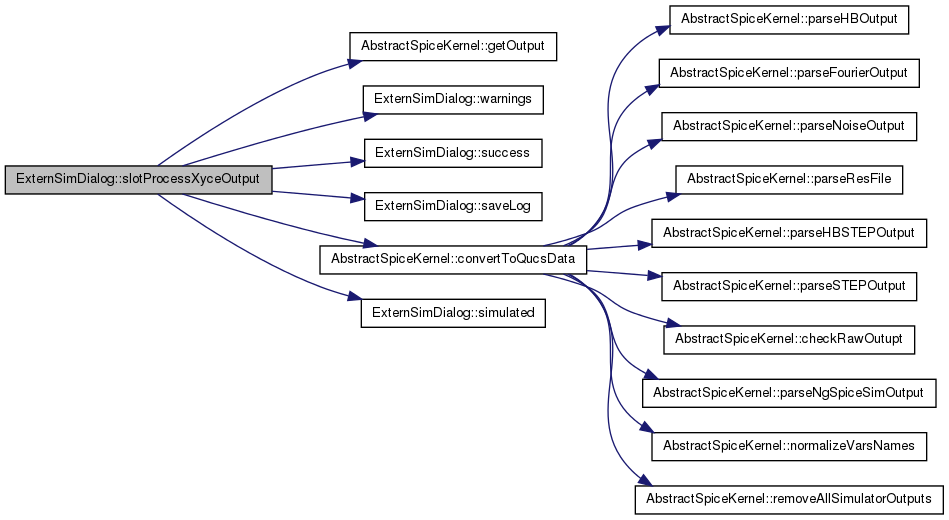 ExternSimDialog::slotProcessXyceOutput
AbstractSpiceKernel::getOutput
ExternSimDialog::warnings
ExternSimDialog::success
ExternSimDialog::saveLog
AbstractSpiceKernel::convertToQucsData
ExternSimDialog::simulated
AbstractSpiceKernel::parseHBOutput
AbstractSpiceKernel::parseFourierOutput
AbstractSpiceKernel::parseNoiseOutput
AbstractSpiceKernel::parseResFile
AbstractSpiceKernel::parseHBSTEPOutput
AbstractSpiceKernel::parseSTEPOutput
AbstractSpiceKernel::checkRawOutupt
AbstractSpiceKernel::parseNgSpiceSimOutput
AbstractSpiceKernel::normalizeVarsNames
AbstractSpiceKernel::removeAllSimulatorOutputs